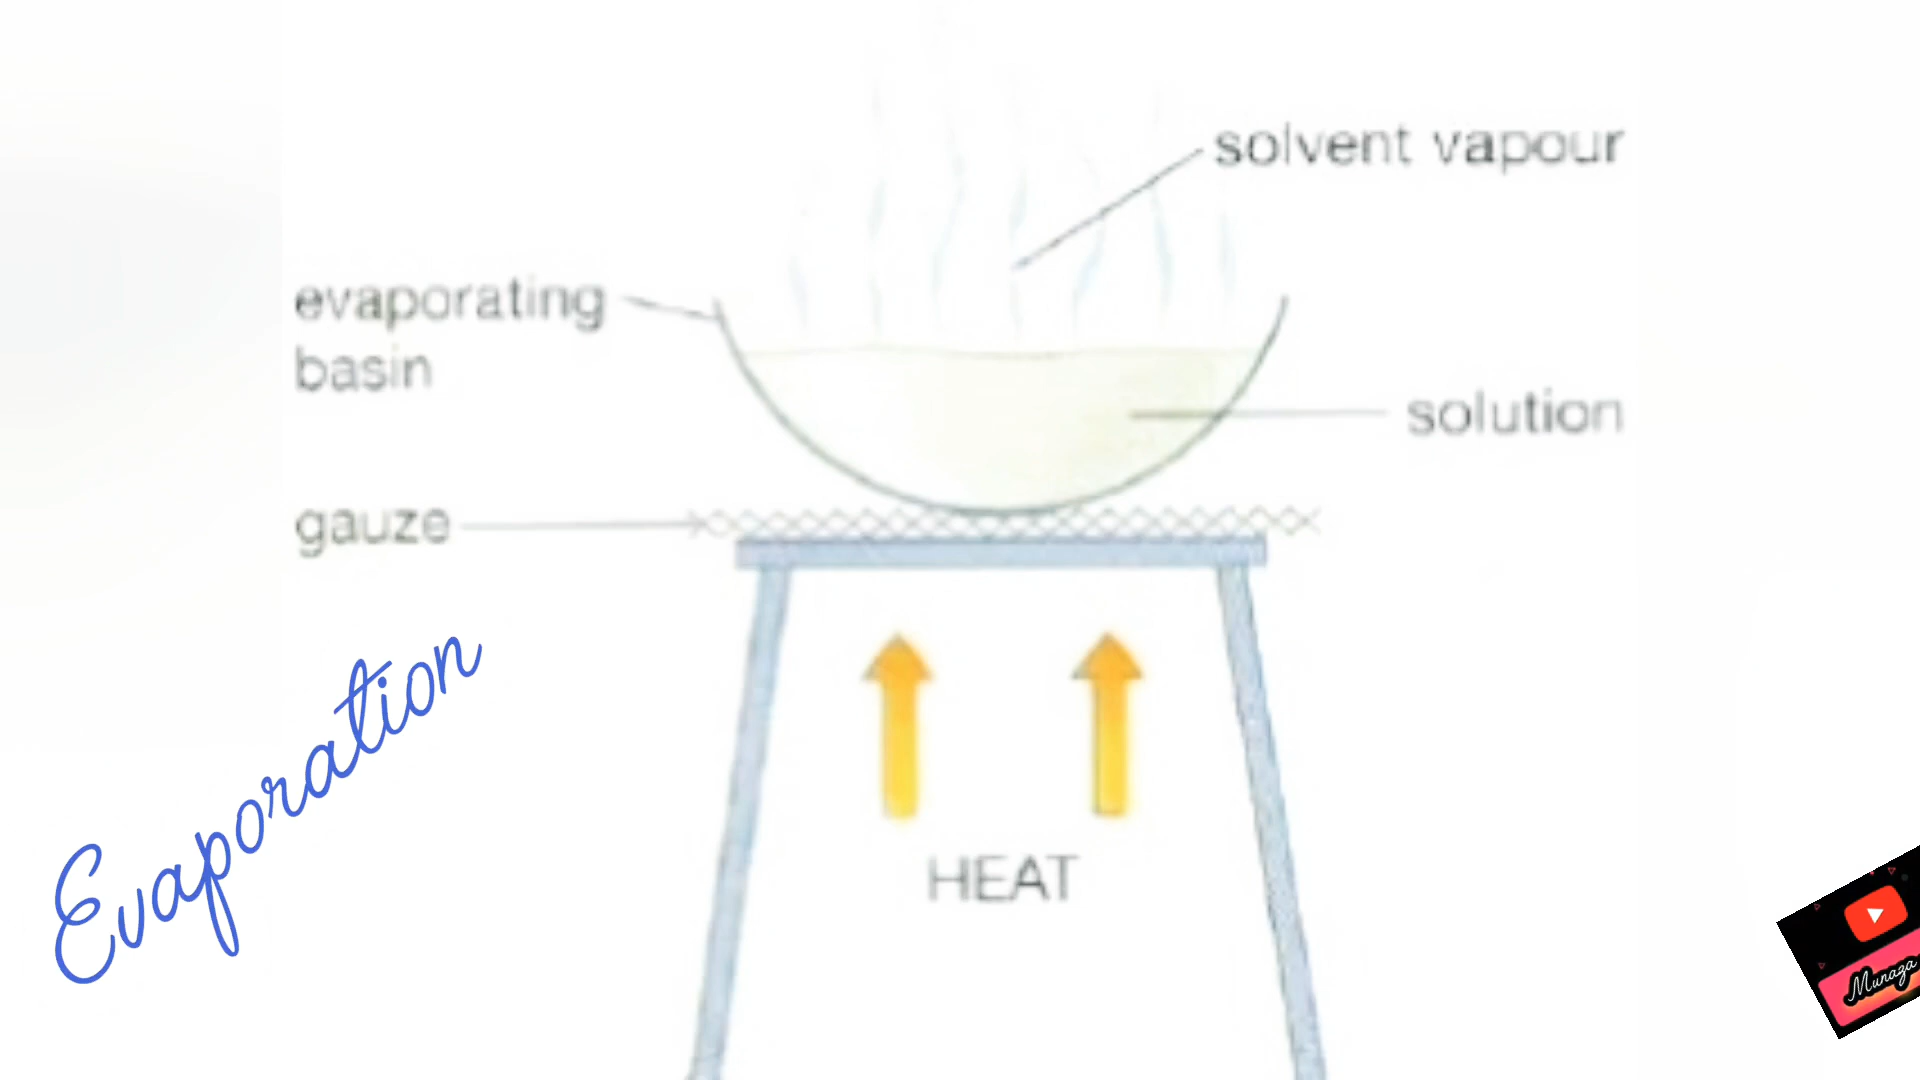 solvent vapour
evaporating
basin
solution
gauze
HEAT
Evaporation
Munaza